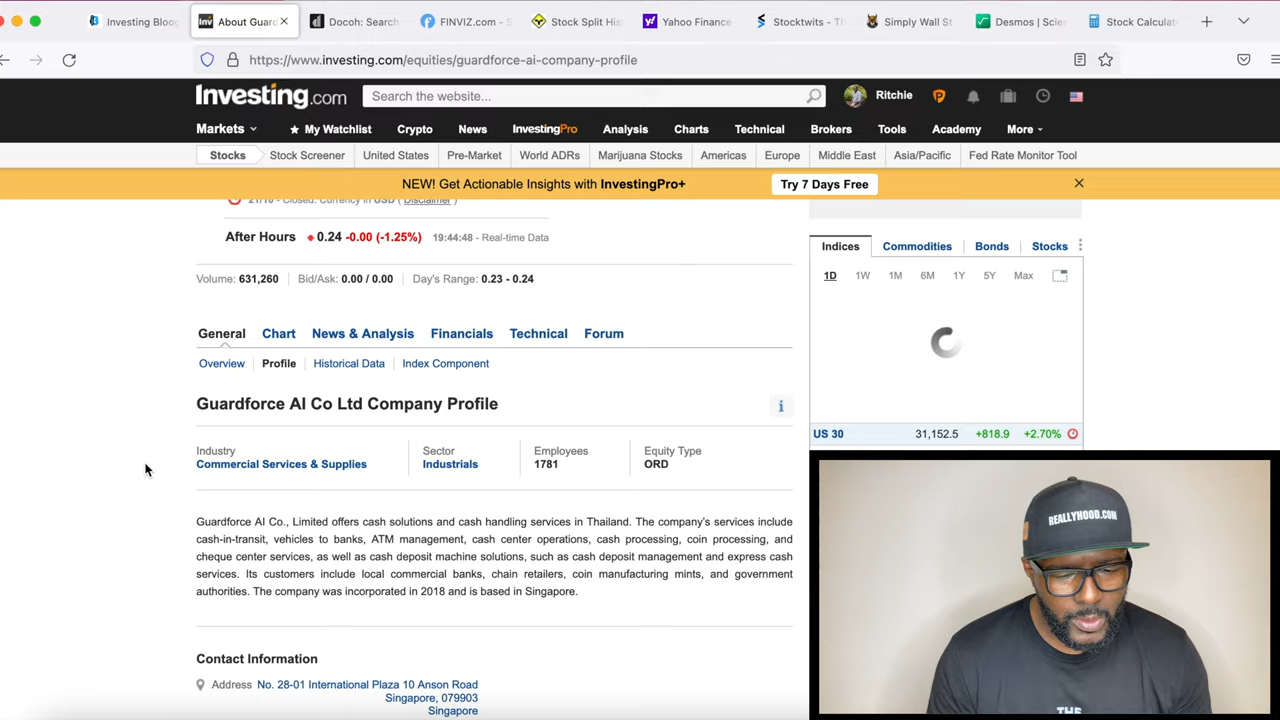 Investing Bloog
About Guard
Docoh: Search
FINVIZ.com - S
Stock Split His
Yahoo Finance
Stocktwits - Th
Simply Wall St
Desmos | Scien
Stock Calculat
https://www.investing.com/equities/guardforce-ai-company-profile
Investing.com
Search the website...
Ritchie
Markets
My Watchlist
Crypto
News
InvestingPro
Analysis
Charts
Technical
Brokers
Tools
Academy
More
Stocks
Stock Screener
United States
Pre-Market
World ADRs
Marijuana Stocks
Americas
Europe
Middle East
Asia/Pacific
Fed Rate Monitor Tool
NEW! Get Actionable Insights with InvestingPro+
Try 7 Days Free
21/10 - Closed. Currency in USD ( Disclaimer )
After Hours 0.24 -0.00 (-1.25%) 19:44:48 - Real-time Data
Volume: 631,260 Bid/Ask: 0.00 / 0.00 Day's Range: 0.23 - 0.24
General Chart News & Analysis Financials Technical Forum
Overview Profile Historical Data Index Component
Guardforce AI Co Ltd Company Profile
Industry
Commercial Services & Supplies
Sector
Industrials
Employees
1781
Equity Type
ORD
Guardforce AI Co., Limited offers cash solutions and cash handling services in Thailand. The company's services include
cash-in-transit, vehicles to banks, ATM management, cash center operations, cash processing, coin processing, and
cheque center services, as well as cash deposit machine solutions, such as cash deposit management and express cash
services. Its customers include local commercial banks, chain retailers, coin manufacturing mints, and government
authorities. The company was incorporated in 2018 and is based in Singapore.
Contact Information
Address No. 28-01 International Plaza 10 Anson Road
Singapore, 079903
Singapore
Indices Commodities Bonds Stocks
1D 1W 1M 6M 1Y 5Y Max
US 30 31,152.5 +818.9 +2.70%
REALLYHOOD.COM
THE